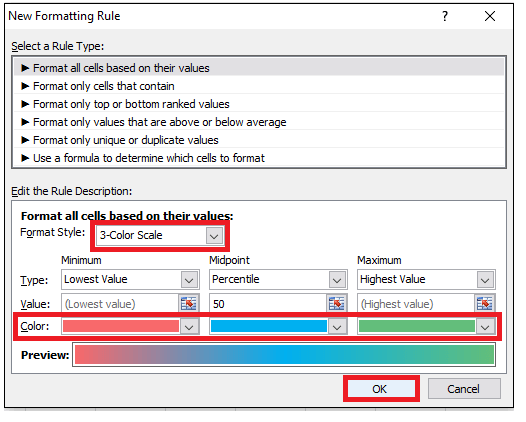 New Formatting Rule ? ×
Select a Rule Type:
► Format all cells based on their values
► Format only cells that contain
► Format only top or bottom ranked values
► Format only values that are above or below average
► Format only unique or duplicate values
► Use a formula to determine which cells to format
Edit the Rule Description:
Format all cells based on their values:
Format Style: 3-Color Scale
Minimum Midpoint Maximum
Type: Lowest Value Percentile Highest Value
Value: (Lowest value) 50 (Highest value)
Color:
Preview:
OK Cancel